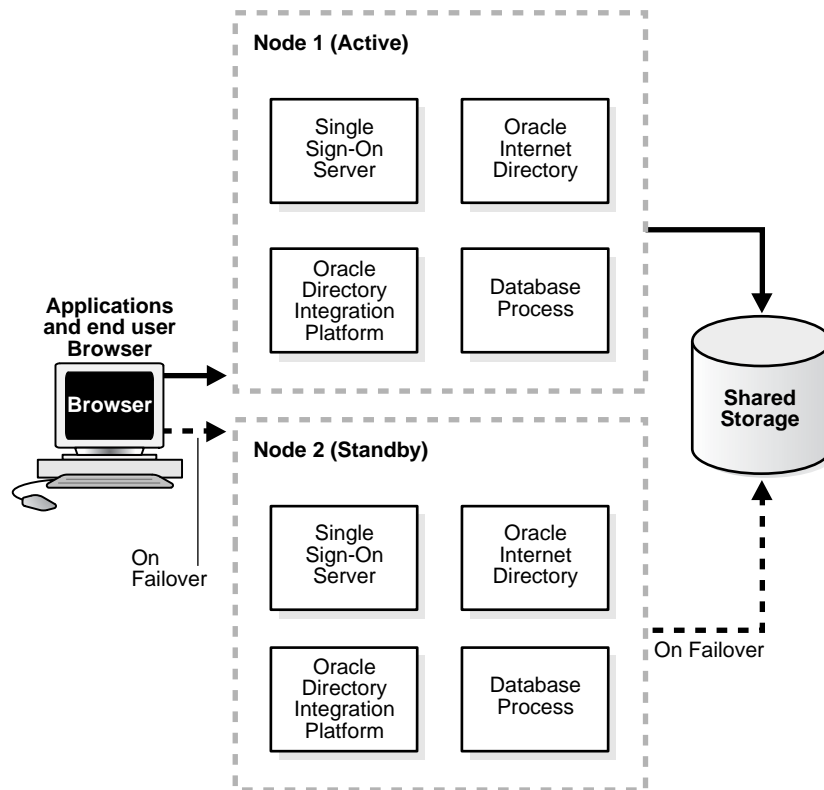 Node 1 (Active)
Single
Sign-On
Server
Oracle
Internet
Directory
Oracle
Directory
Integration
Platform
Database
Process
Applications
and end user
Browser
Browser
On
Failover
Node 2 (Standby)
Single
Sign-On
Server
Oracle
Internet
Directory
Oracle
Directory
Integration
Platform
Database
Process
Shared
Storage
On Failover